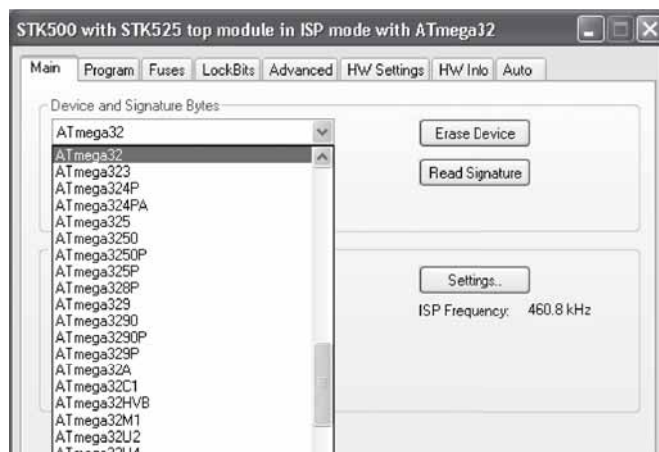 STK500 with STK525 top module in ISP mode with ATmega32
Main Program Fuses LockBits Advanced HW Settings HW Info Auto
Device and Signature Bytes
ATmega32
Erase Device
Read Signature
ATmega32
ATmega323
ATmega324P
ATmega324PA
ATmega325
ATmega3250
ATmega3250P
ATmega325P
ATmega328P
ATmega329
ATmega3290
ATmega3290P
ATmega329P
ATmega32A
ATmega32C1
ATmega32HVB
ATmega32M1
ATmega32U2
ATmega32U4
Settings..
ISP Frequency: 460.8 kHz